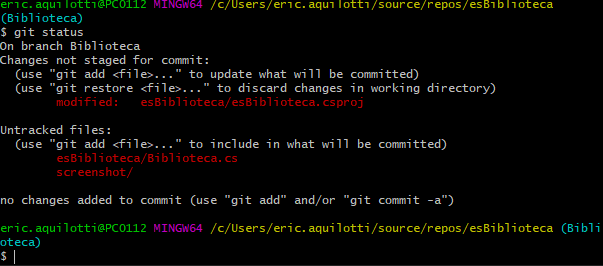 eric.aquilotti@PC0112 MINGW64 /c/Users/eric.aquilotti/source/repos/esBiblioteca
(Biblioteca)
$ git status
On branch Biblioteca
Changes not staged for commit:
  (use "git add <file>..." to update what will be committed)
  (use "git restore <file>..." to discard changes in working directory)
        modified:   esBiblioteca/esBiblioteca.csproj

Untracked files:
  (use "git add <file>..." to include in what will be committed)
        esBiblioteca/Biblioteca.cs
        screenshot/

no changes added to commit (use "git add" and/or "git commit -a")

eric.aquilotti@PC0112 MINGW64 /c/Users/eric.aquilotti/source/repos/esBiblioteca (Bibli
oteca)
$